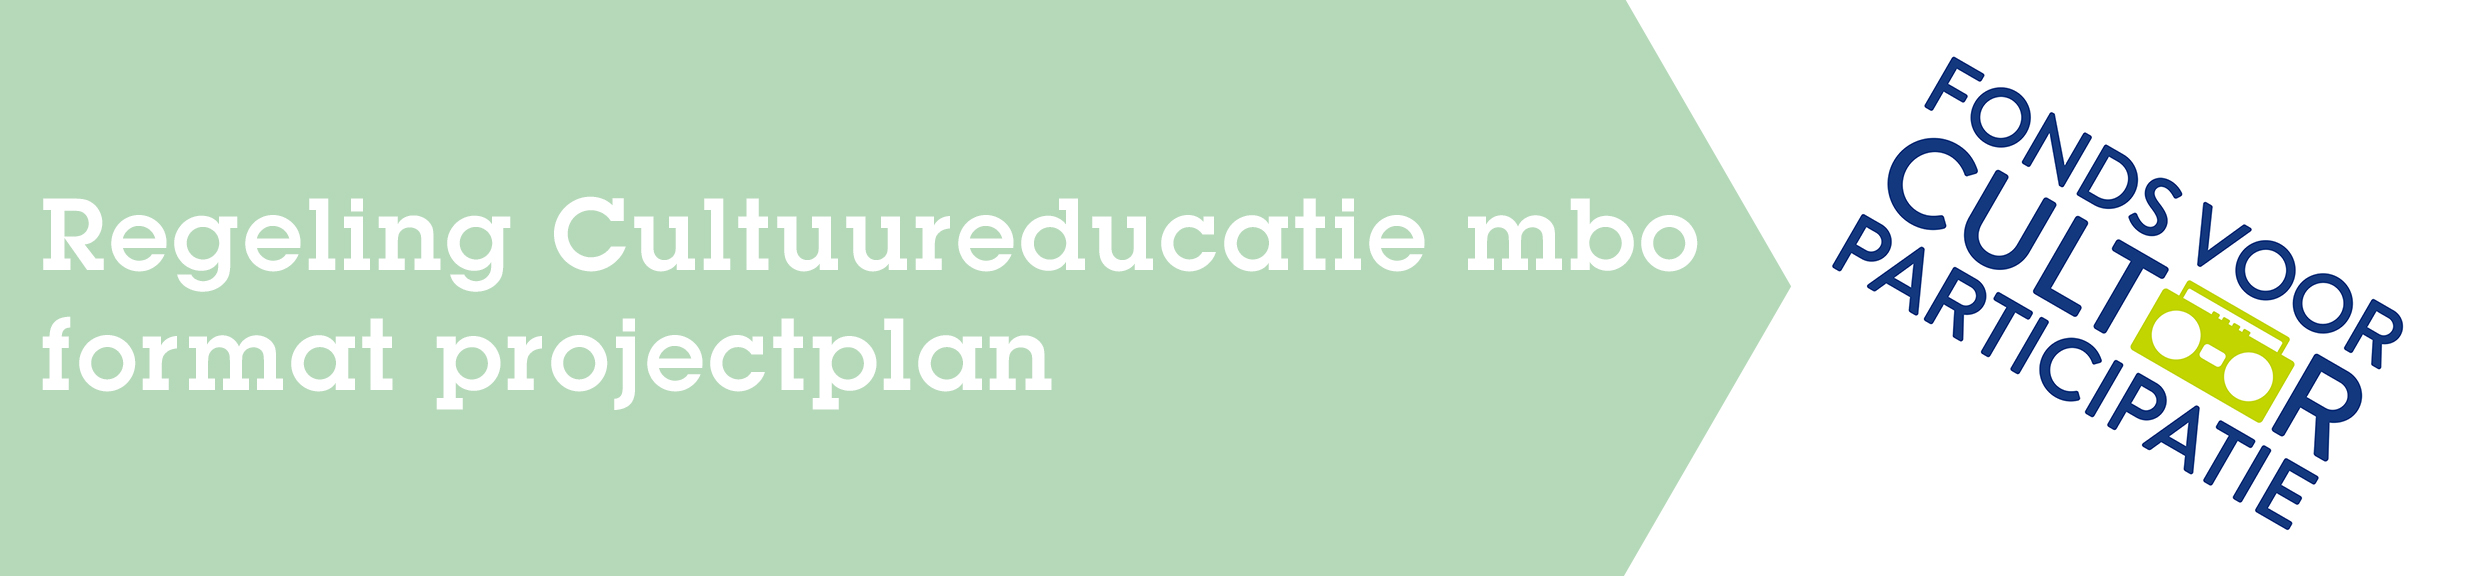 Regeling Cultuureducatie mbo
format projectplan
FONDS VOOR
CULTUUR
PARTICIPATIE